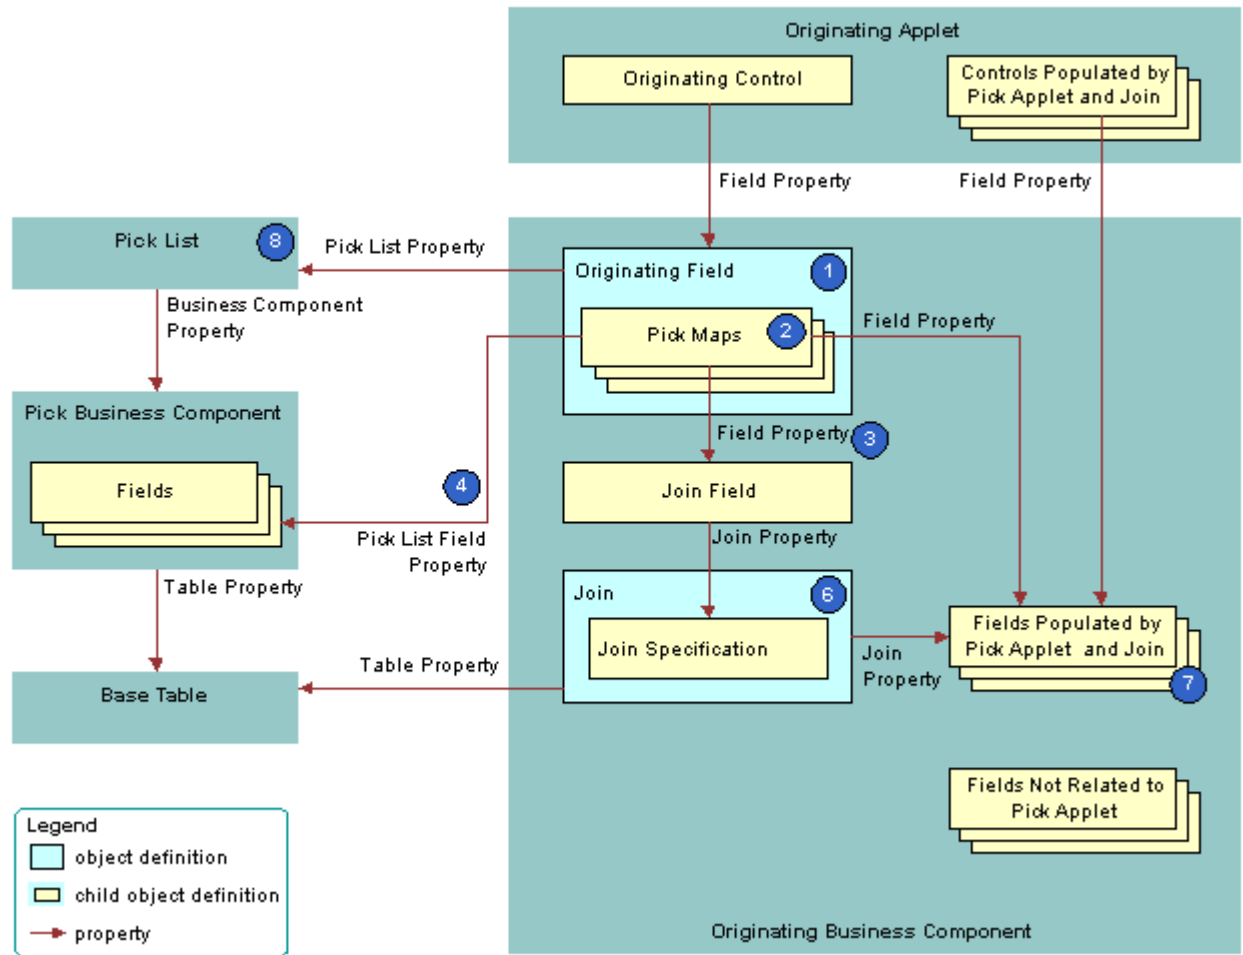 Originating Applet
Originating Control
Controls Populated by
Pick Applet and Join
Field Property
Field Property
Pick List
8
Pick List Property
Business Component
Property
Originating Field
1
Pick Maps
2
Field Property
Pick Business Component
Fields
4
Pick List Field
Property
Field Property
3
Join Field
Join Property
Table Property
Join
6
Join Specification
Table Property
Join
Property
Fields Populated by
Pick Applet and Join
7
Base Table
Fields Not Related to
Pick Applet
Legend
object definition
child object definition
property
Originating Business Component